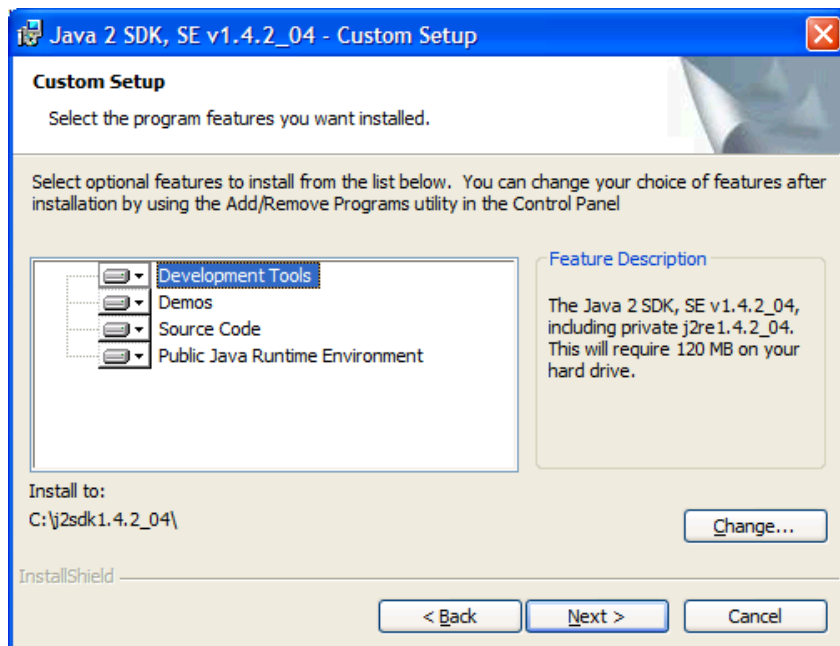 Java 2 SDK, SE v1.4.2_04 - Custom Setup
Custom Setup
Select the program features you want installed.
Select optional features to install from the list below.  You can change your choice of features after
installation by using the Add/Remove Programs utility in the Control Panel
Development Tools
Demos
Source Code
Public Java Runtime Environment
Feature Description
The Java 2 SDK, SE v1.4.2_04,
including private j2re1.4.2_04.
This will require 120 MB on your
hard drive.
Install to:
C:\j2sdk1.4.2_04\
Change...
InstallShield
< Back
Next >
Cancel